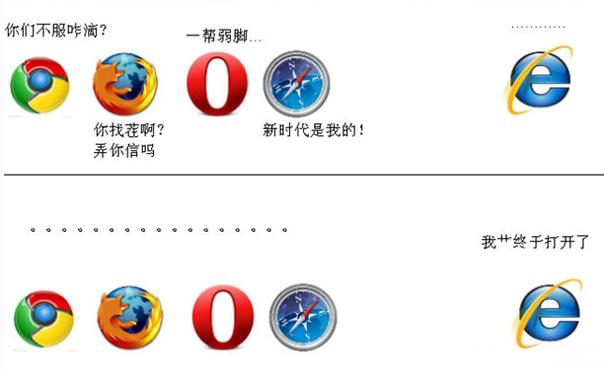 你们不服咋滴？
一帮弱脚...
............
你找茬啊？
弄你信吗
新时代是我的！
。。。。。。。。。。。。。。。。。
我艹终于打开了